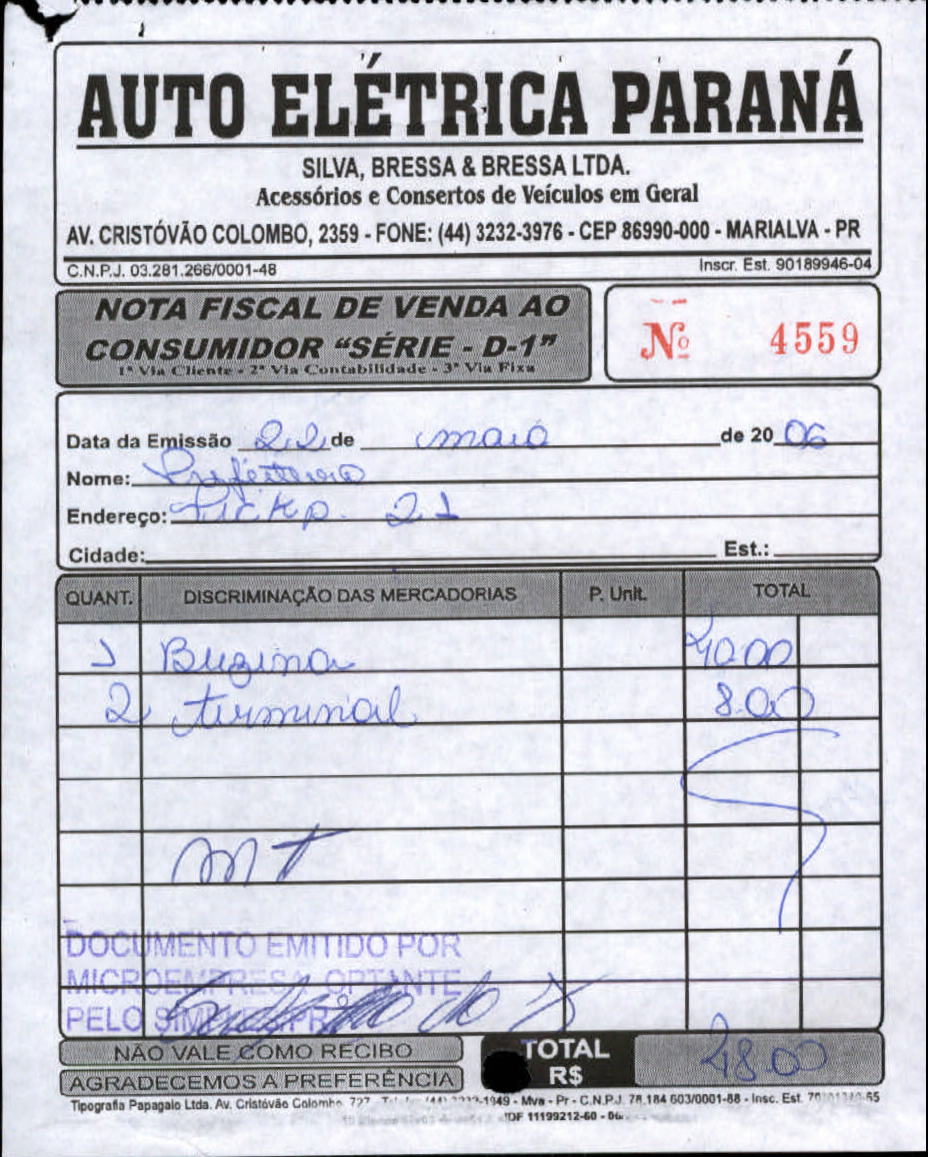 AUTO ELÉTRICA PARANÁ
SILVA, BRESSA & BRESSA LTDA.
Acessórios e Consertos de Veículos em Geral
AV. CRISTÓVÃO COLOMBO, 2359 - FONE: (44) 3232-3976 - CEP 86990-000 - MARIALVA - PR
C.N.P.J. 03.281.266/0001-48 Inscr. Est. 90189946-04
NOTA FISCAL DE VENDA AO
CONSUMIDOR "SÉRIE - D-1"
1ª Via Cliente - 2ª Via Contabilidade - 3ª Via Fixa
Nº 4559
Data da Emissão 22 de maio de 20 06
Nome: Prefeitura
Endereço: 21
Cidade: Est.:
QUANT. DISCRIMINAÇÃO DAS MERCADORIAS P. Unit. TOTAL
1 Buzina 40.00
2 terminal 8.00
MT
DOCUMENTO EMITIDO POR
MICROEMPRESA OPTANTE
PELO
NÃO VALE COMO RECIBO
AGRADECEMOS A PREFERÊNCIA
TOTAL
R$ 48.00
Tipografia Papagaio Ltda. Av. Cristóvão Colombo, 727 - - Mva - Pr - C.N.P.J. 78.184.603/0001-88 - Insc. Est.